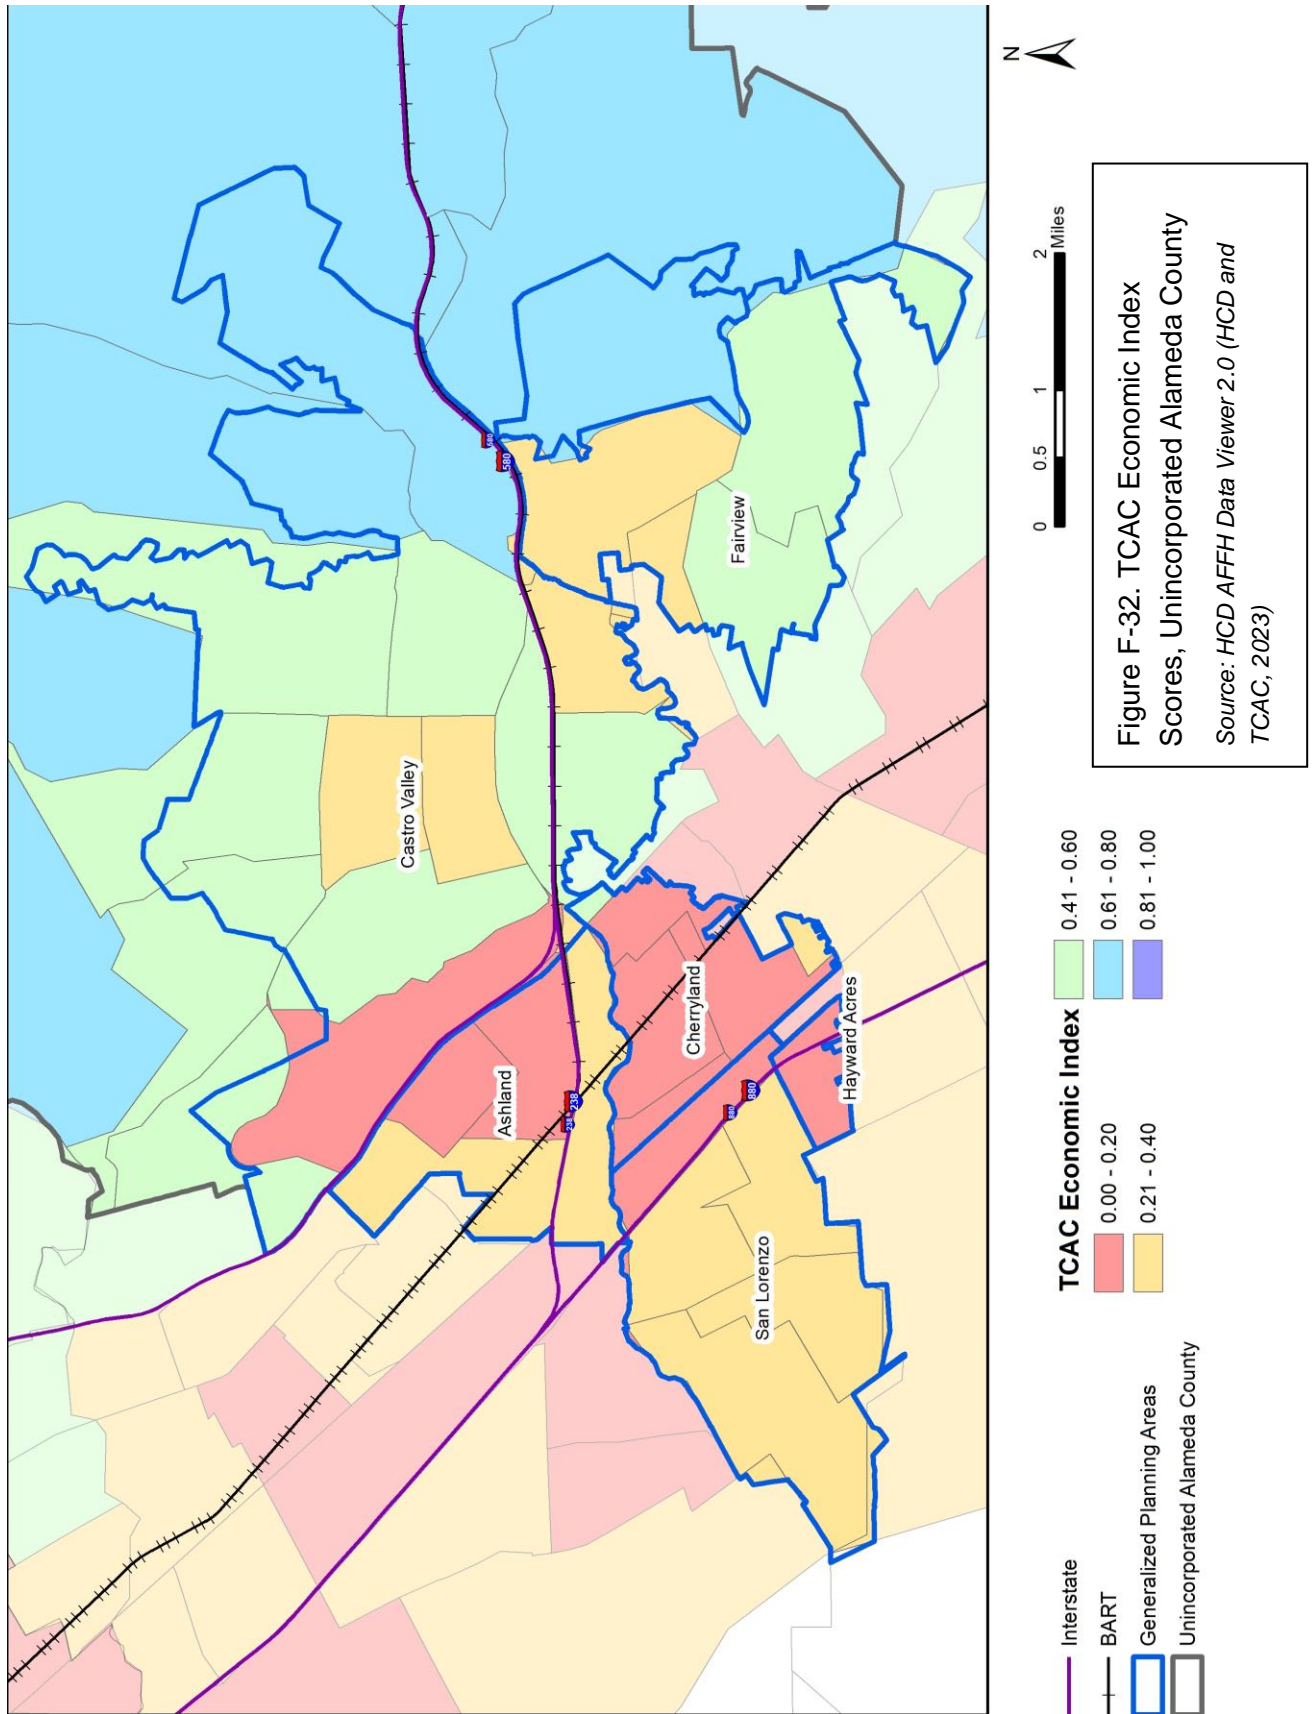 Castro Valley
Ashland
Fairview
Cherryland
Hayward Acres
San Lorenzo
580
580
238
238
880
880
N
0 0.5 1 2
Miles
Interstate
BART
Generalized Planning Areas
Unincorporated Alameda County
TCAC Economic Index
0.00 - 0.20
0.21 - 0.40
0.41 - 0.60
0.61 - 0.80
0.81 - 1.00
Figure F-32. TCAC Economic Index
Scores, Unincorporated Alameda County
Source: HCD AFFH Data Viewer 2.0 (HCD and
TCAC, 2023)